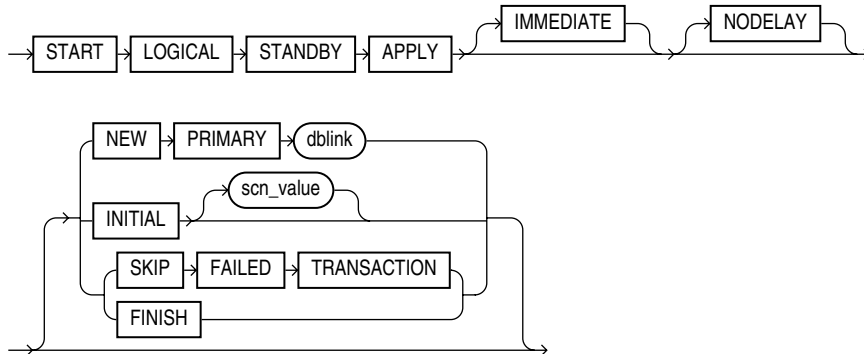 START LOGICAL STANDBY APPLY IMMEDIATE NODELAY
NEW PRIMARY dblink
INITIAL scn_value
SKIP FAILED TRANSACTION
FINISH